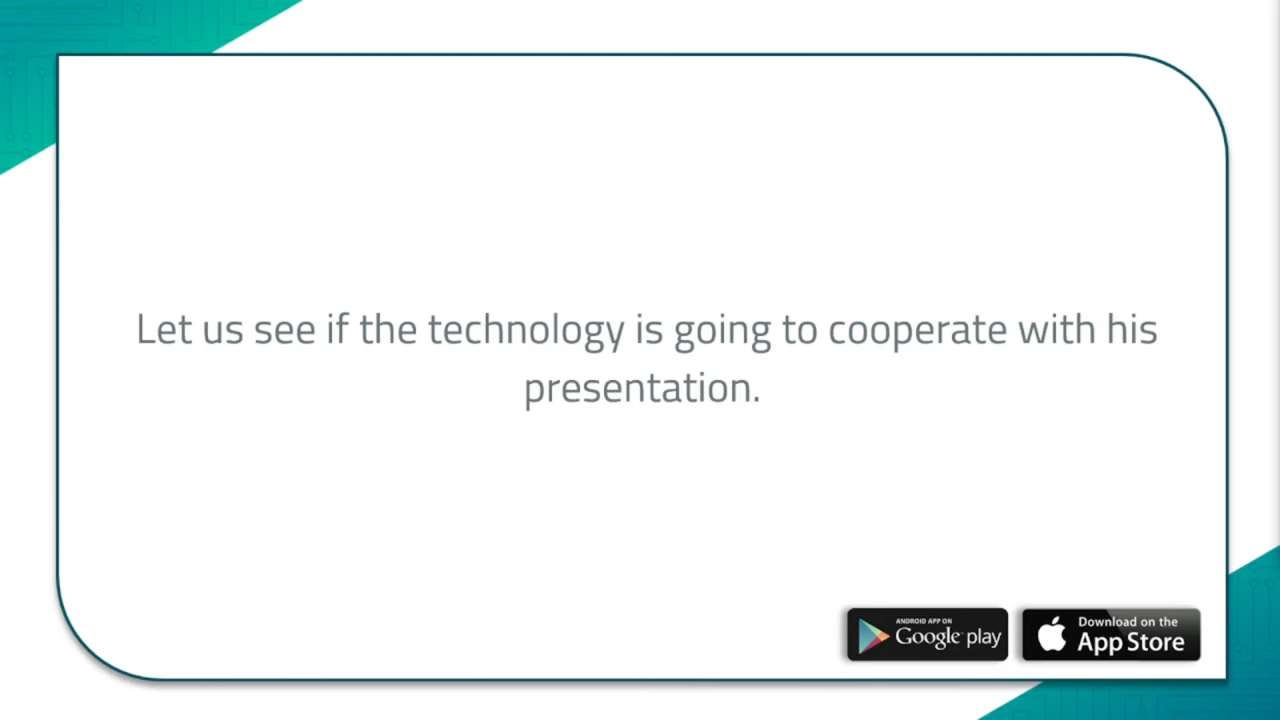 Let us see if the technology is going to cooperate with his
presentation.
ANDROID APP ON
Google play
Download on the
App Store